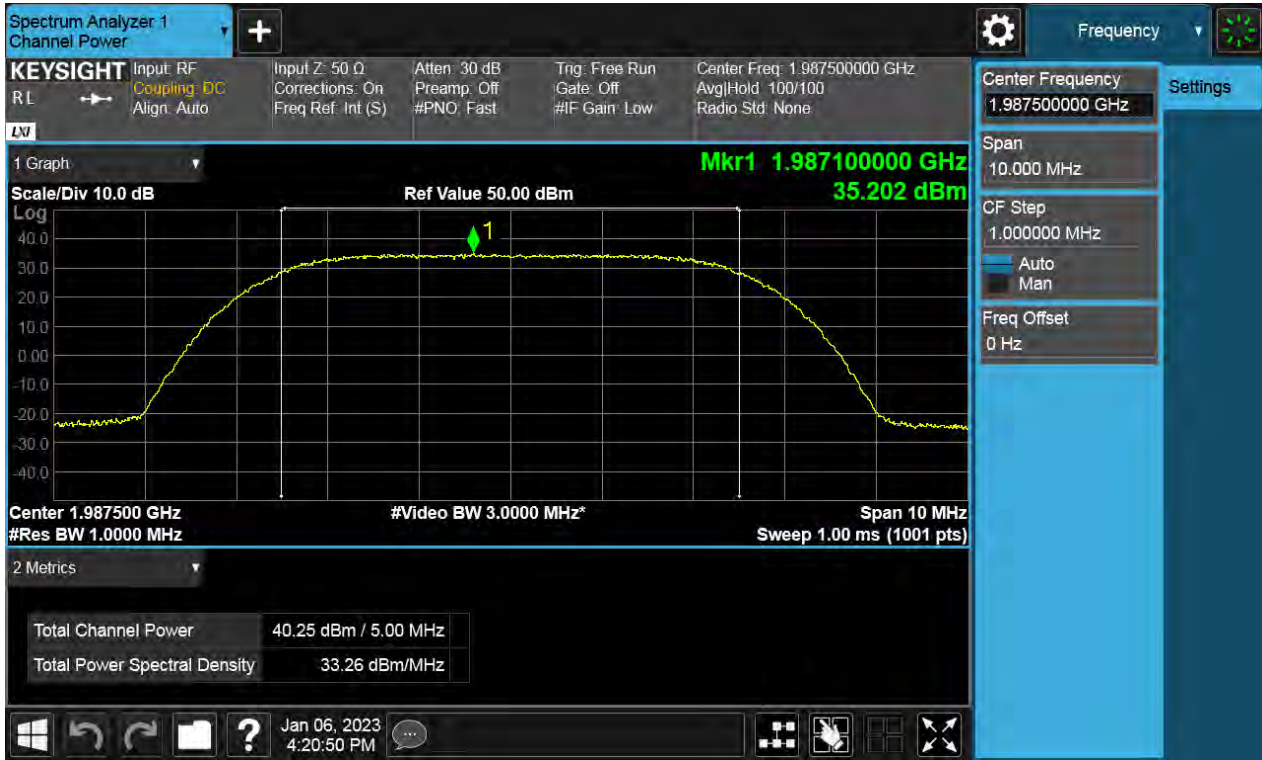 Spectrum Analyzer 1
Channel Power
+
Frequency
KEYSIGHT
Input: RF
Input Z: 50 Ω
Atten: 30 dB
Trig: Free Run
Center Freq: 1.987500000 GHz
RL
Coupling: DC
Corrections: On
Preamp: Off
Gate: Off
Avg|Hold: 100/100
Align: Auto
Freq Ref: Int (S)
#PNO: Fast
#IF Gain: Low
Radio Std: None
LXI
1 Graph
Mkr1 1.987100000 GHz
Scale/Div 10.0 dB
Ref Value 50.00 dBm
35.202 dBm
Log
1
40.0
30.0
20.0
10.0
0.00
-10.0
-20.0
-30.0
-40.0
Center 1.987500 GHz
#Video BW 3.0000 MHz*
Span 10 MHz
#Res BW 1.0000 MHz
Sweep 1.00 ms (1001 pts)
2 Metrics
Total Channel Power 40.25 dBm / 5.00 MHz
Total Power Spectral Density 33.26 dBm/MHz
?
Jan 06, 2023
4:20:50 PM
Center Frequency
1.987500000 GHz
Settings
Span
10.000 MHz
CF Step
1.000000 MHz
Auto
Man
Freq Offset
0 Hz